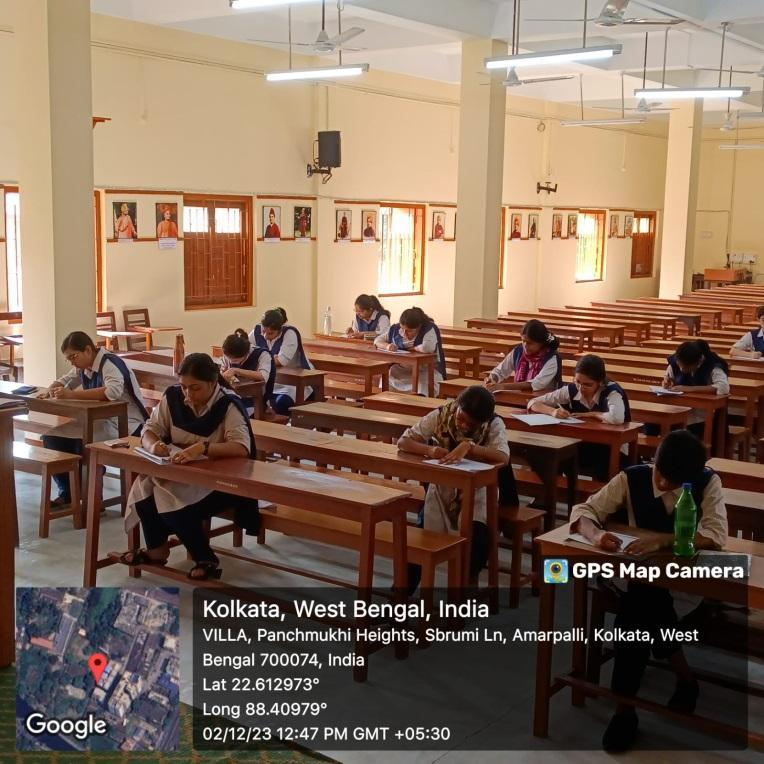 GPS Map Camera
Kolkata, West Bengal, India
VILLA, Panchmukhi Heights, Sbrumi Ln, Amarpalli, Kolkata, West
Bengal 700074, India
Lat 22.612973°
Long 88.40979°
02/12/23 12:47 PM GMT +05:30
Google